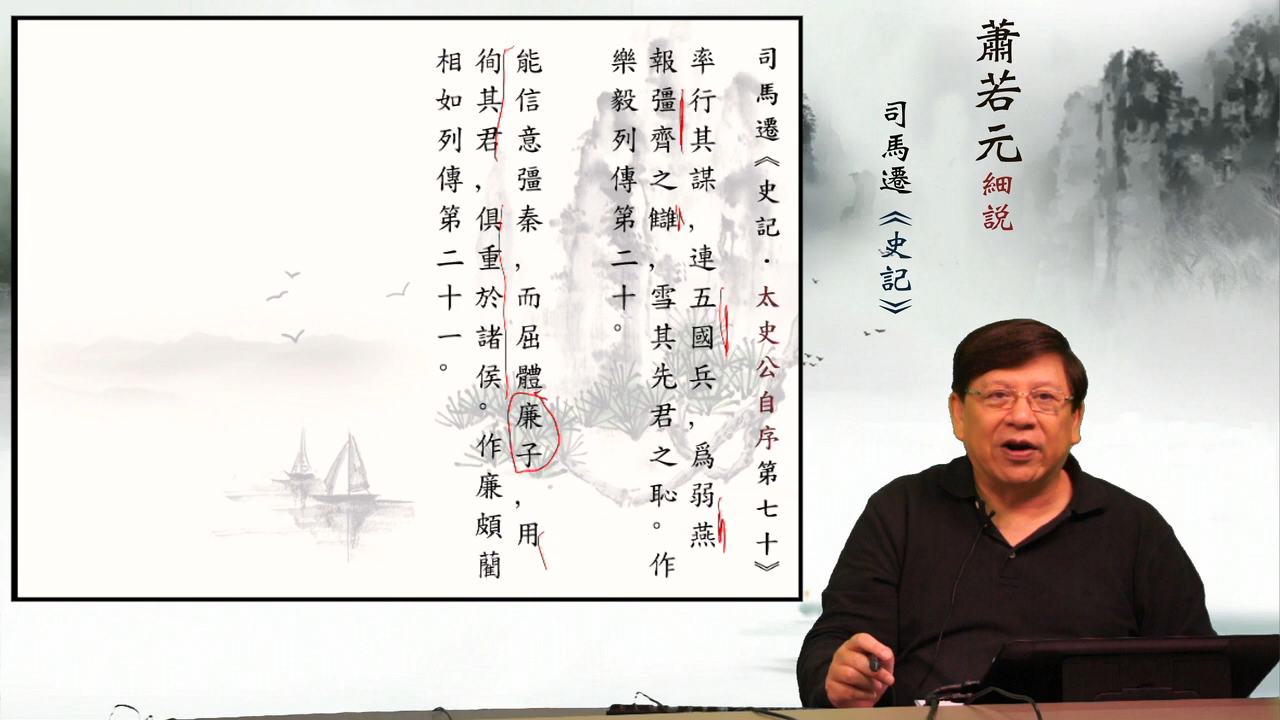 蕭若元細說
司馬遷《史記》
司馬遷《史記·太史公自序第七十》
率行其謀,連五國兵,爲弱燕
報彊齊之讎,雪其先君之恥。作
樂毅列傳第二十。
能信意彊秦,而屈體廉子,用
徇其君,俱重於諸侯。作廉頗藺
相如列傳第二十一。